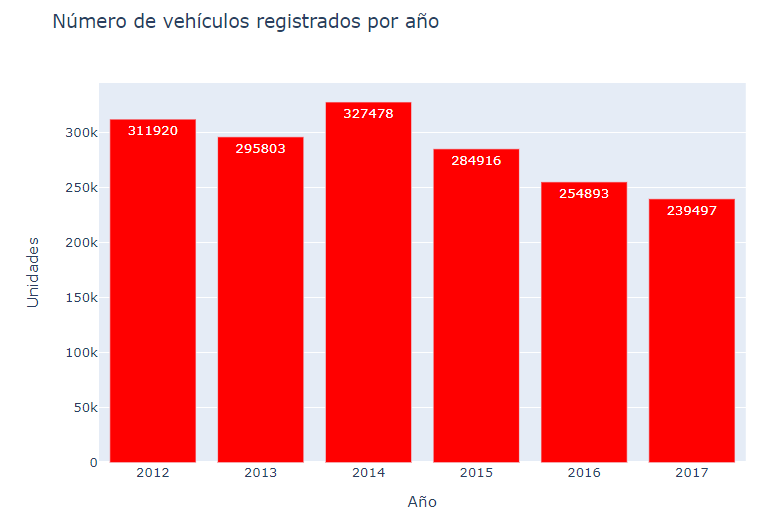 Número de vehículos registrados por año
Unidades
300k
250k
200k
150k
100k
50k
0
311920
295803
327478
284916
254893
239497
2012
2013
2014
2015
2016
2017
Año